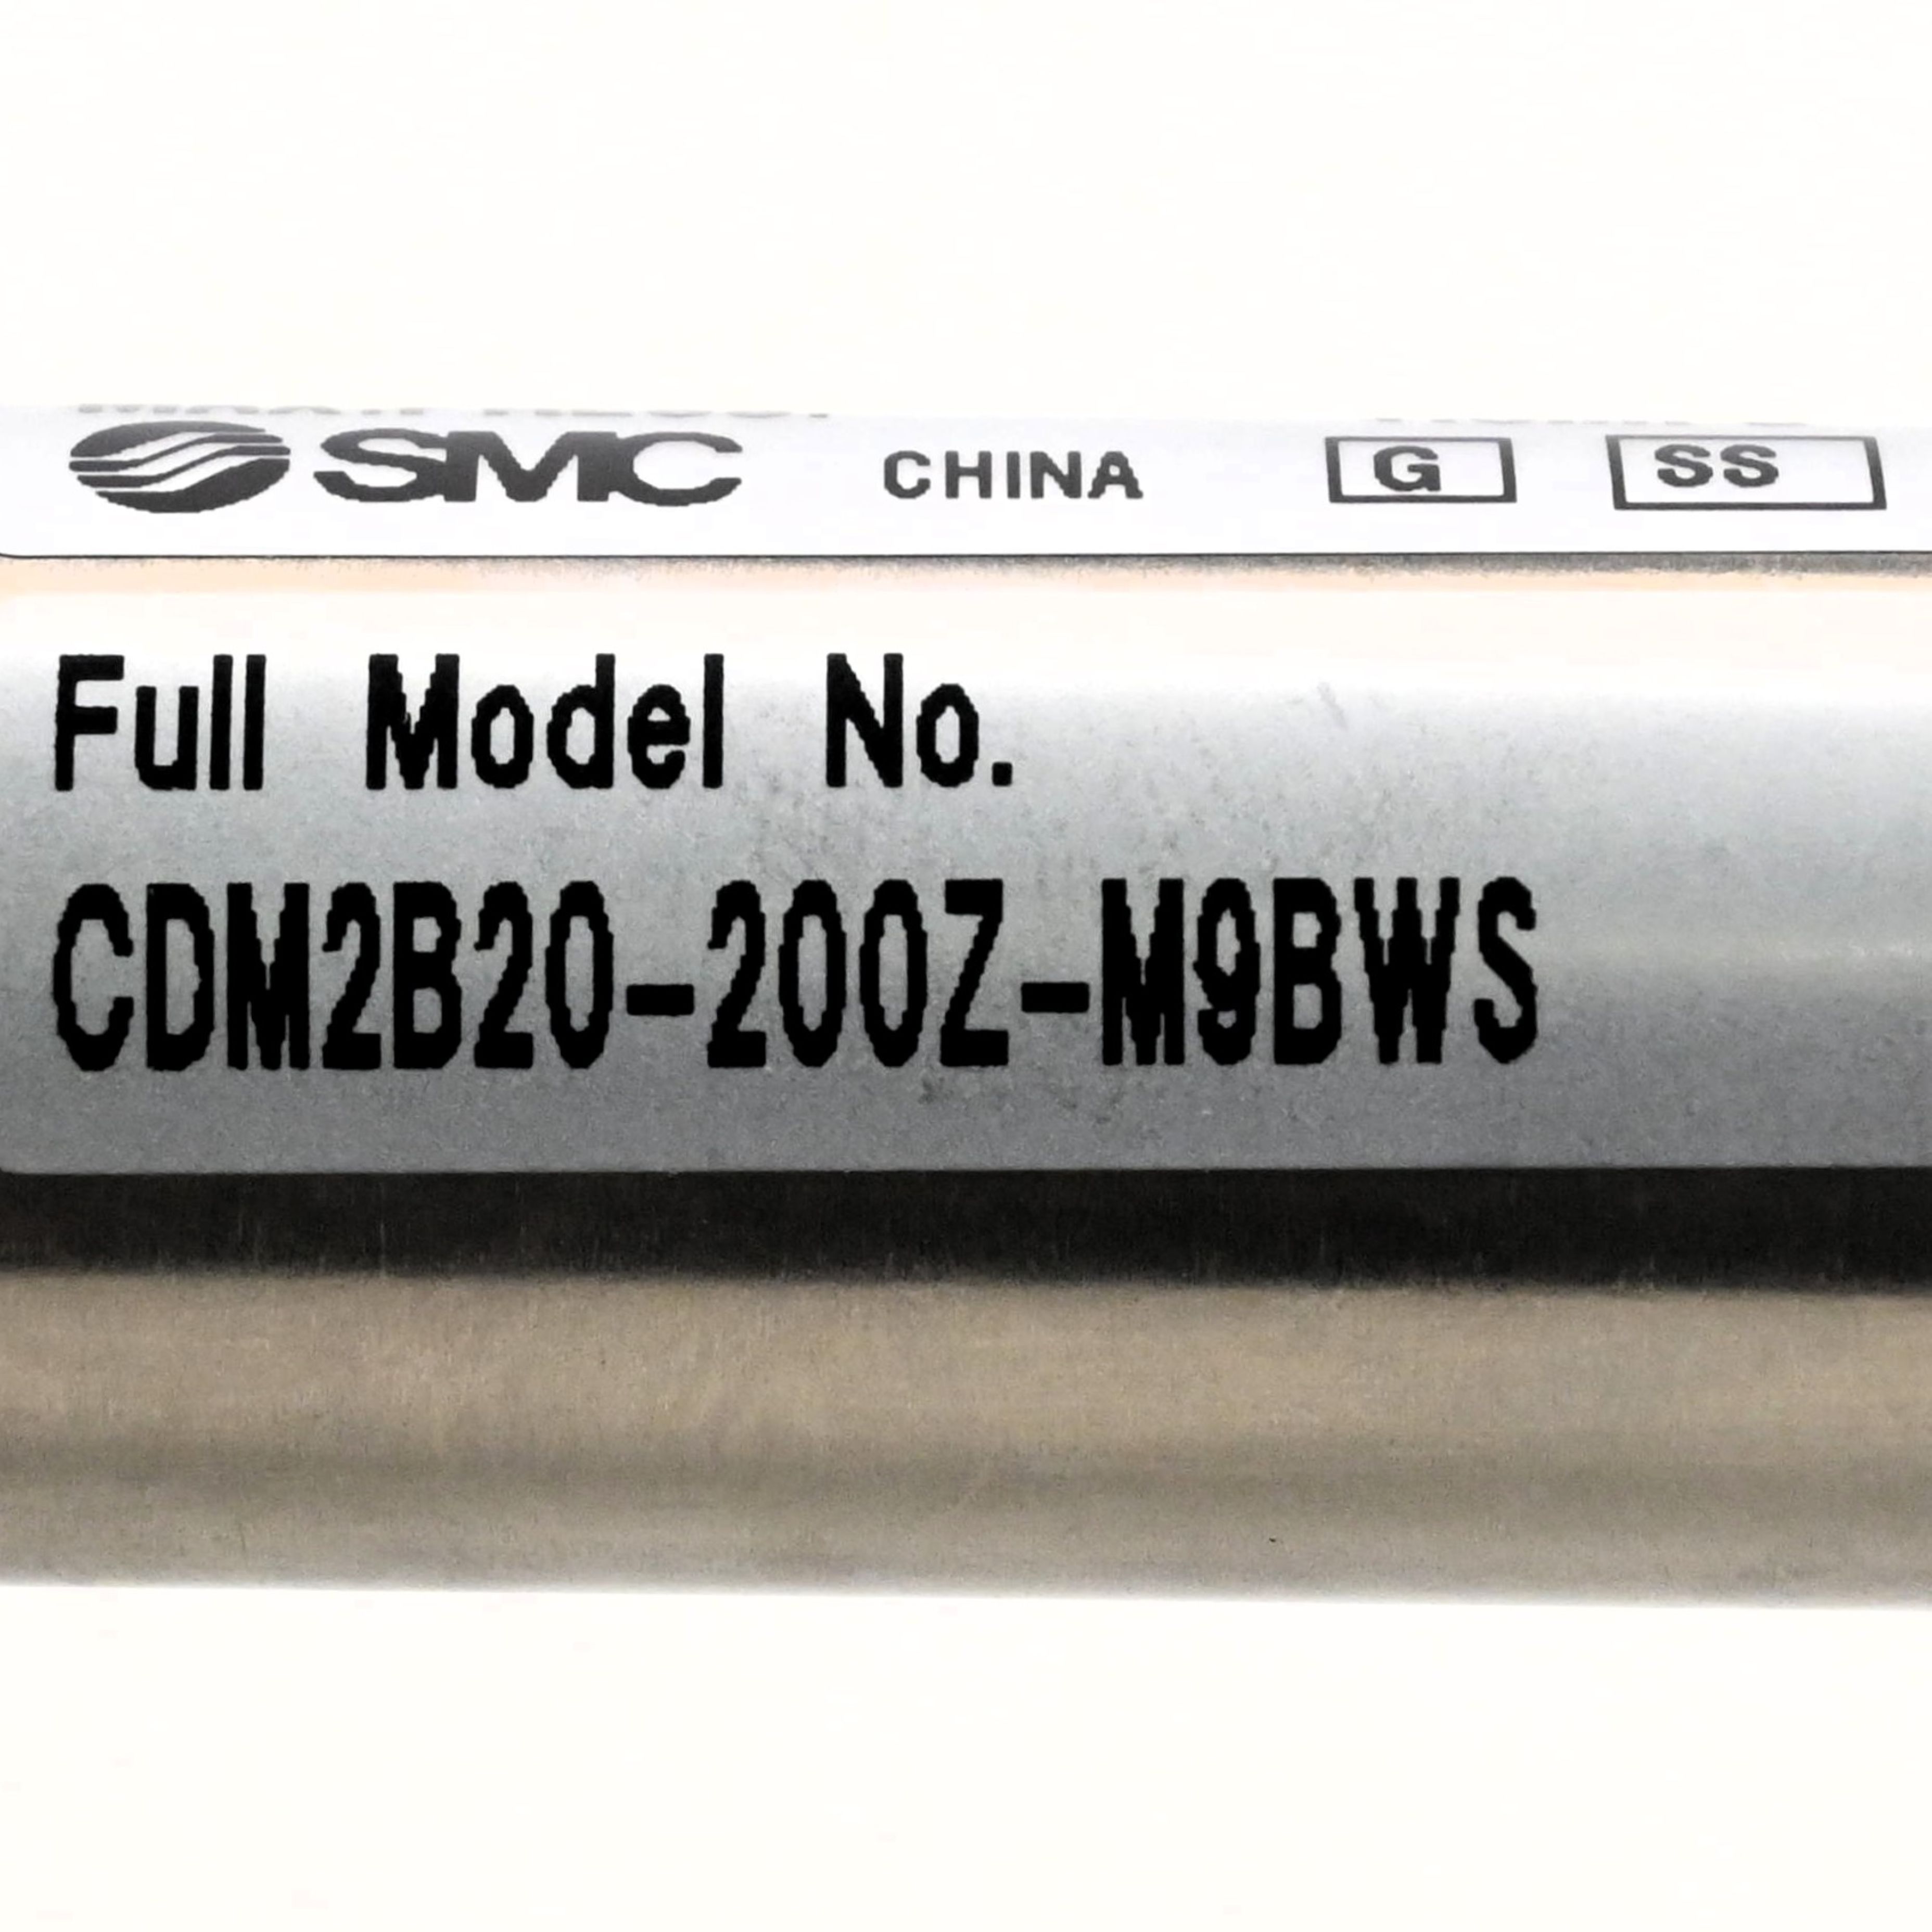 SMC CHINA G SS
Full Model No.
CDM2B20-200Z-M9BWS